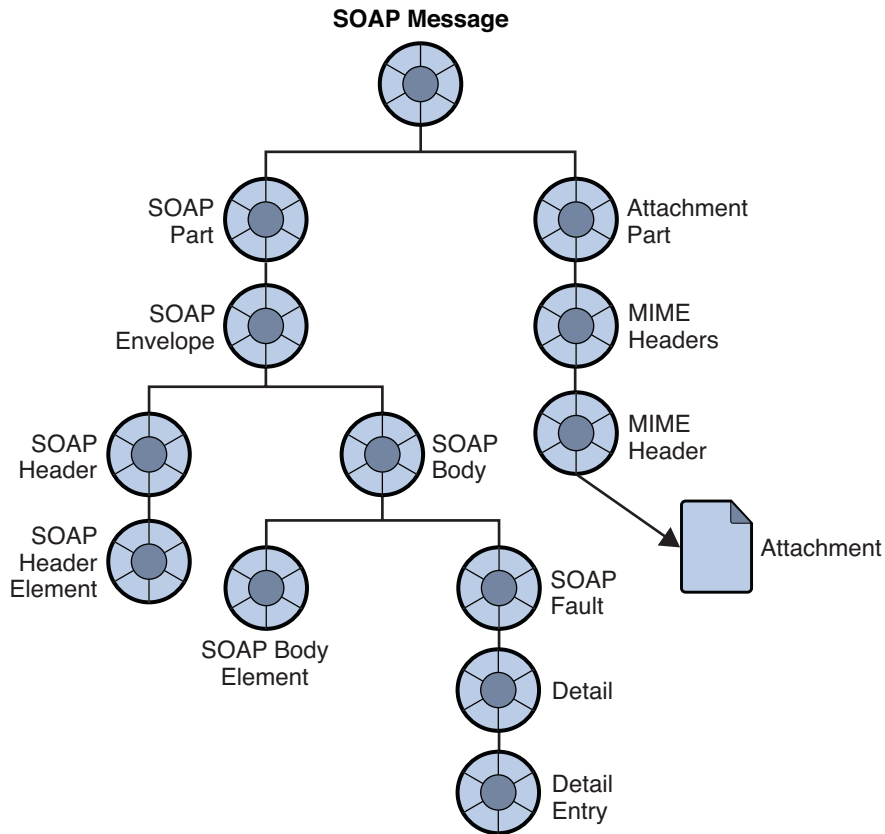 SOAP Message
SOAP
Part
Attachment
Part
SOAP
Envelope
MIME
Headers
SOAP
Header
SOAP
Body
MIME
Header
SOAP
Header
Element
SOAP Body
Element
SOAP
Fault
Attachment
Detail
Detail
Entry